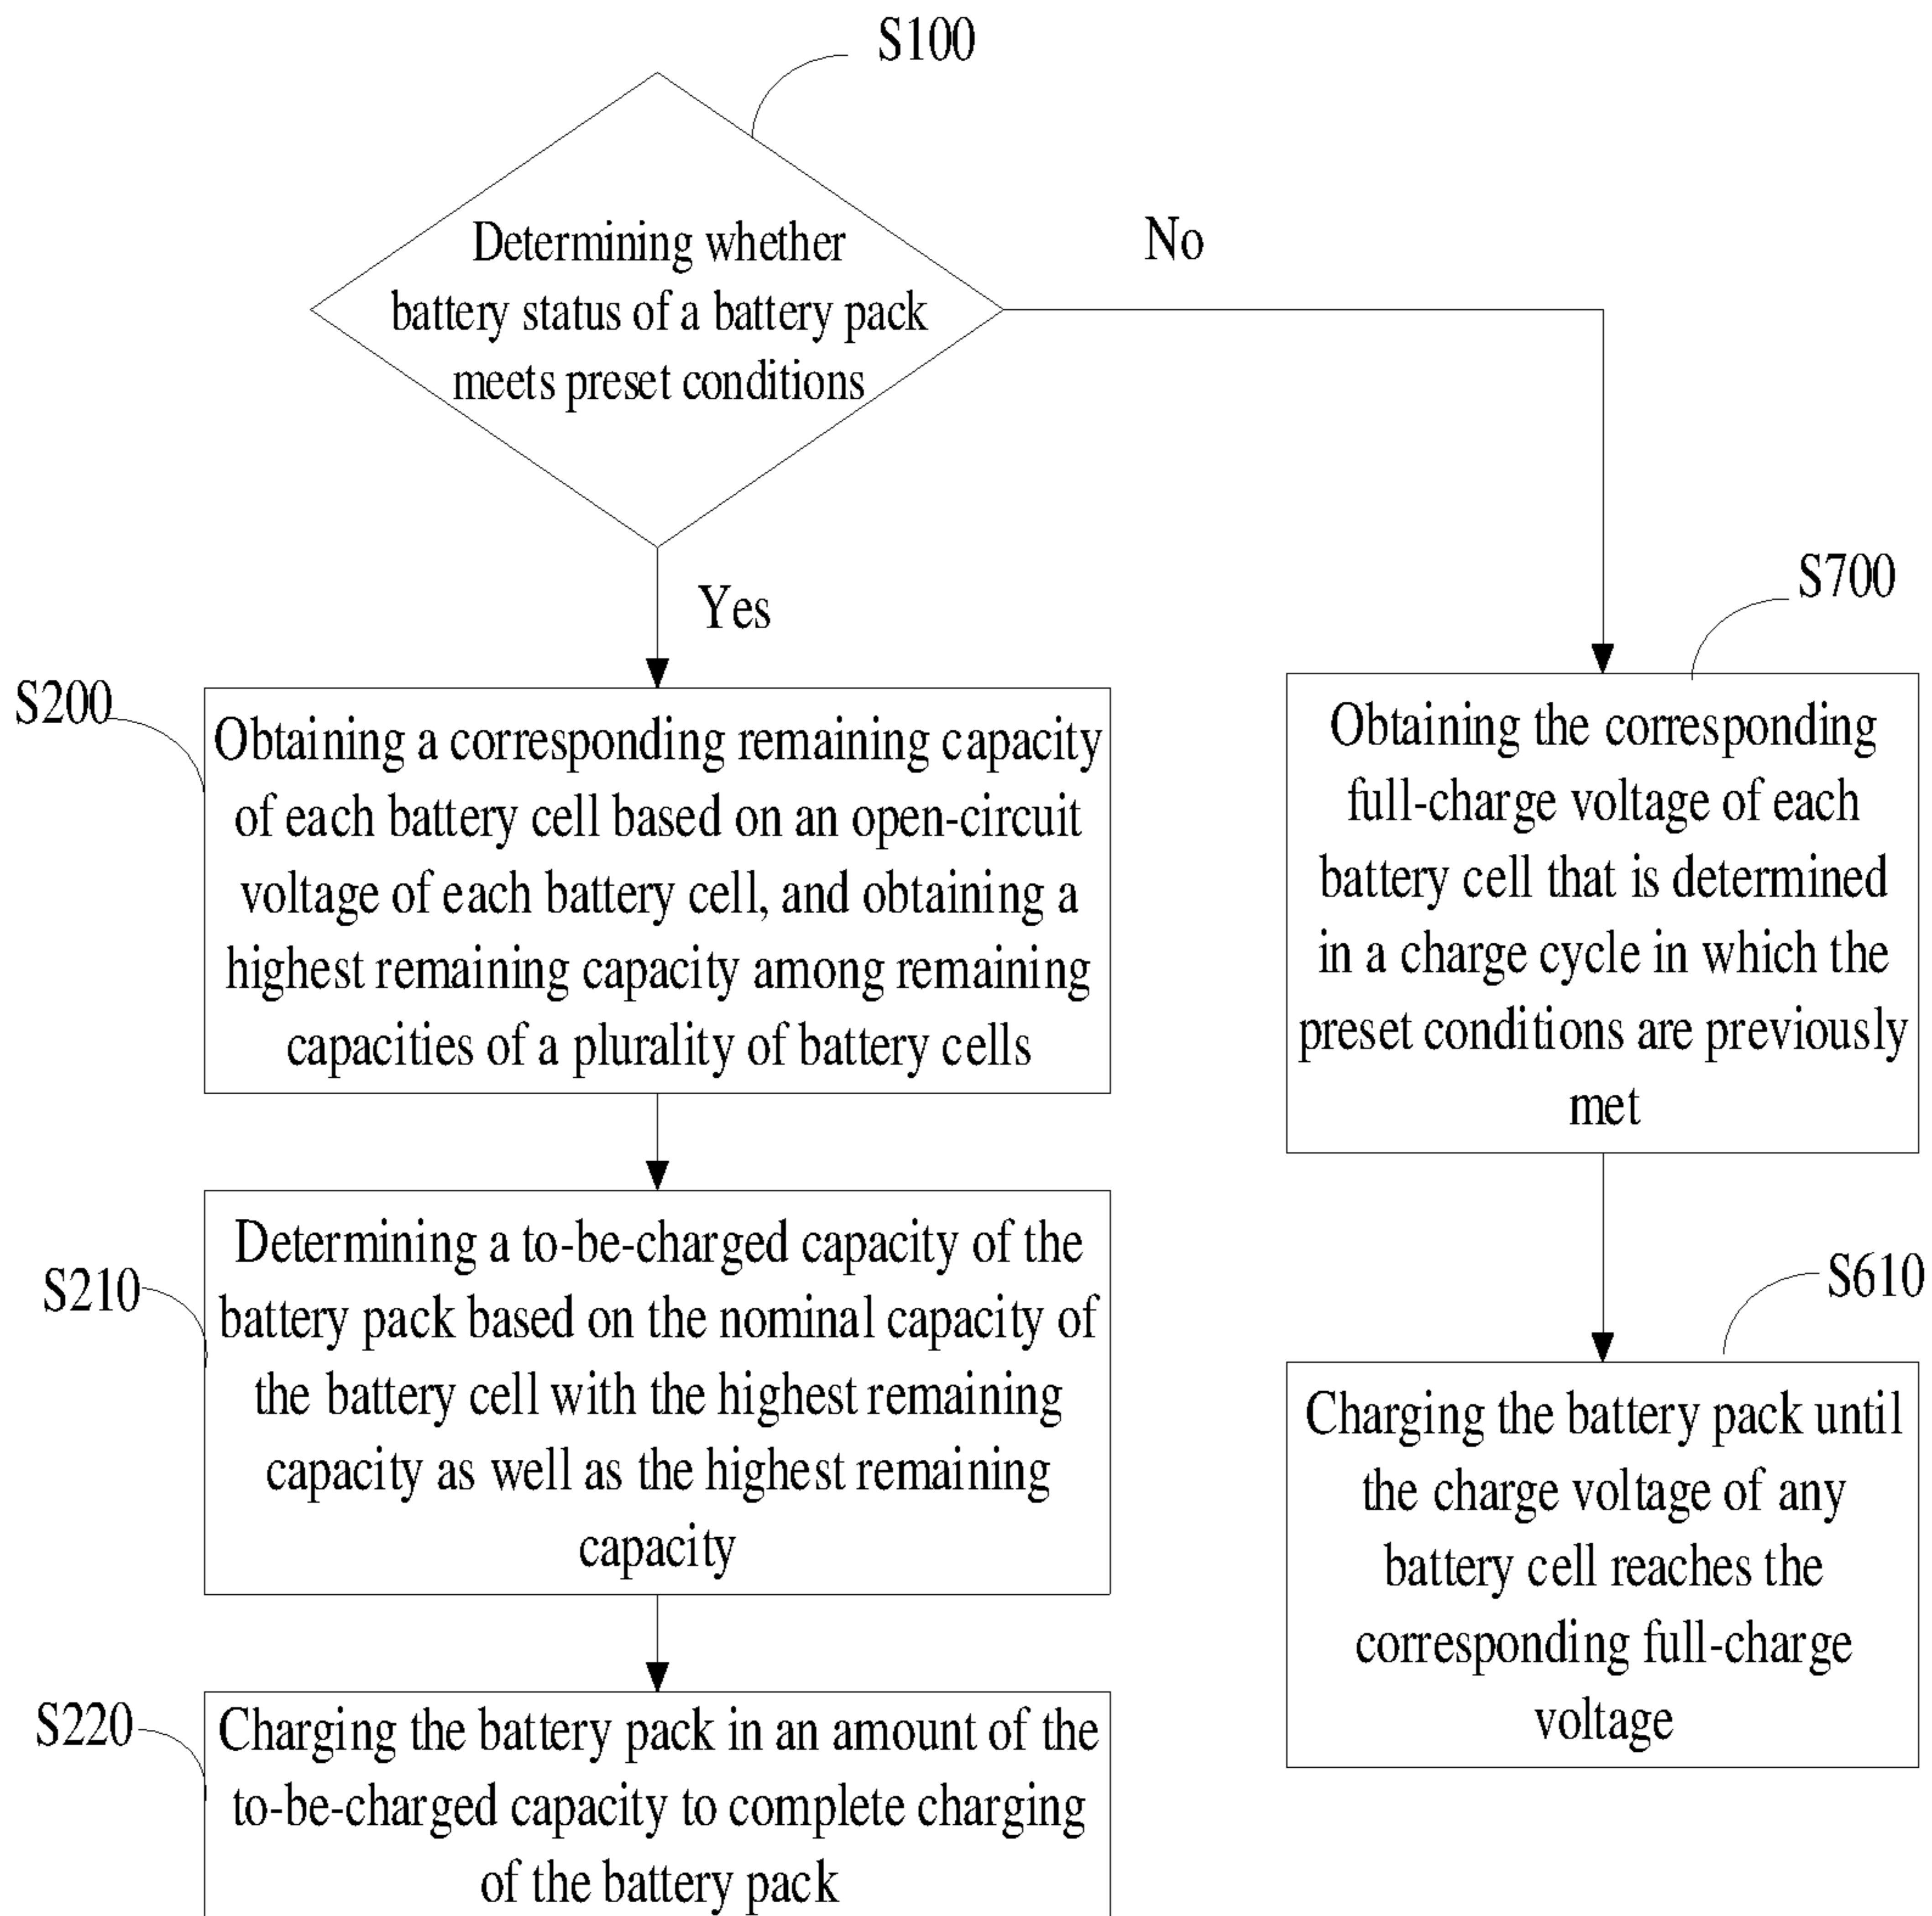 S100
Determining whether
battery status of a battery pack
meets preset conditions
No
Yes
S200
Obtaining a corresponding remaining capacity
of each battery cell based on an open-circuit
voltage of each battery cell, and obtaining a
highest remaining capacity among remaining
capacities of a plurality of battery cells
S210
Determining a to-be-charged capacity of the
battery pack based on the nominal capacity of
the battery cell with the highest remaining
capacity as well as the highest remaining
capacity
S220
Charging the battery pack in an amount of the
to-be-charged capacity to complete charging
of the battery pack
S700
Obtaining the corresponding
full-charge voltage of each
battery cell that is determined
in a charge cycle in which the
preset conditions are previously
met
S610
Charging the battery pack until
the charge voltage of any
battery cell reaches the
corresponding full-charge
voltage